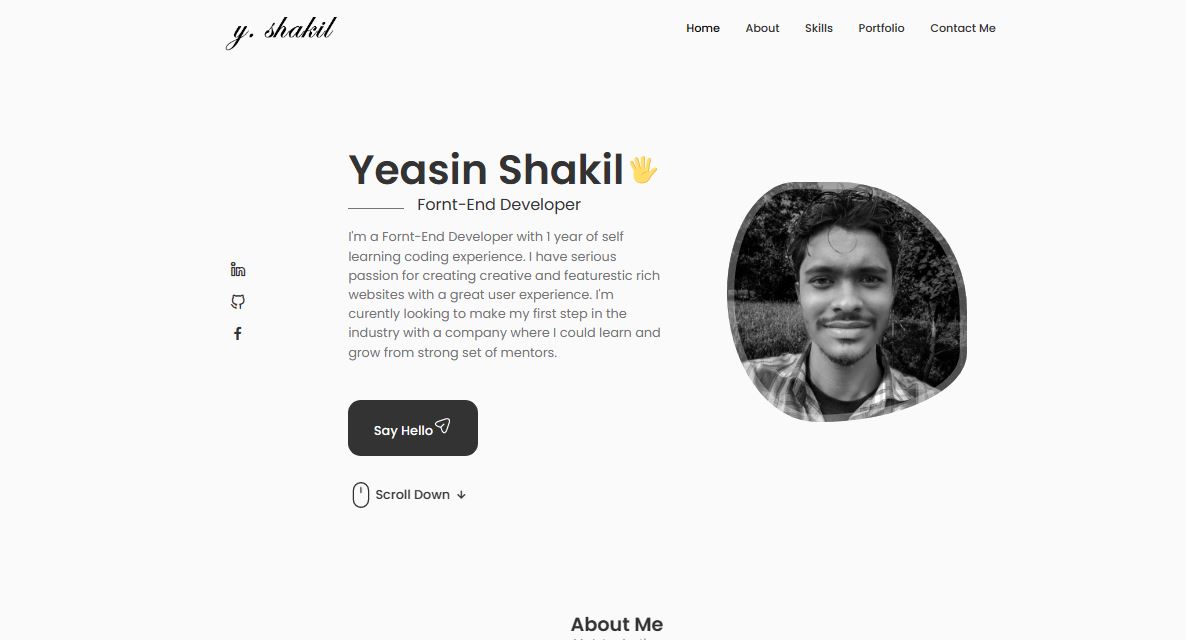 y. shakil
Home About Skills Portfolio Contact Me
Yeasin Shakil👋
Fornt-End Developer
I'm a Fornt-End Developer with 1 year of self
learning coding experience. I have serious
passion for creating creative and featurestic rich
websites with a great user experience. I'm
curently looking to make my first step in the
industry with a company where I could learn and
grow from strong set of mentors.
Say Hello
Scroll Down ↓
About Me